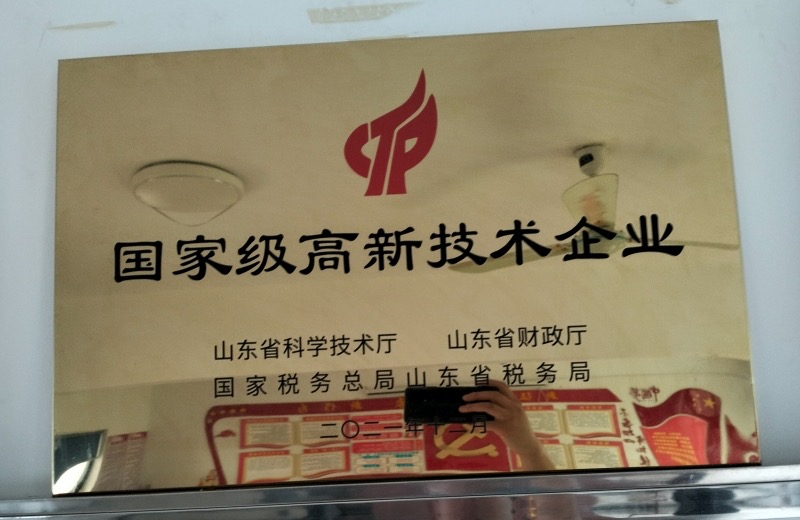 CTP
国家级高新技术企业
山东省科学技术厅 山东省财政厅
国家税务总局山东省税务局
二〇二一年十二月